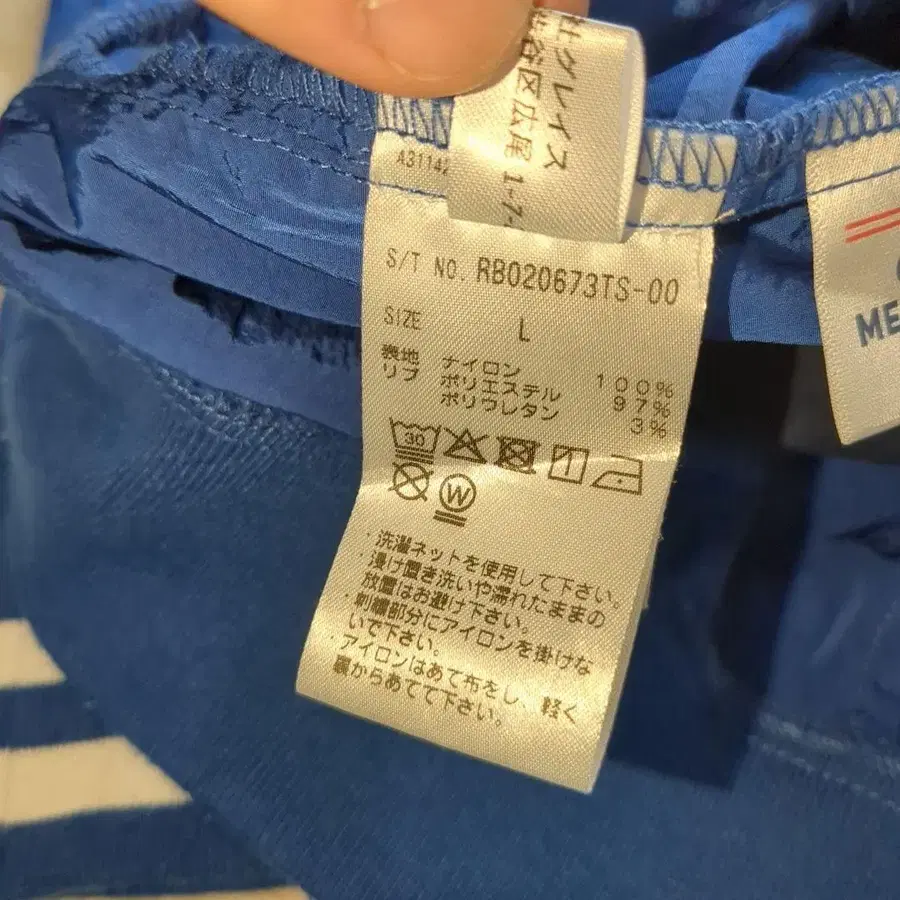 社グレイス
谷区広尾 1-7-
A3114
S/T NO. RB020673TS-00
SIZE L
表地 ナイロン 100%
リブ ポリエステル 97%
ポリウレタン 3%
30
W
・洗濯ネットを使用して下さい。
・浸け置き洗いや濡れたままの
放置はお避け下さい。
・刺繍部分にアイロンを掛けな
いで下さい。
・アイロンはあて布をし、軽く
裏からあてて下さい。
ME